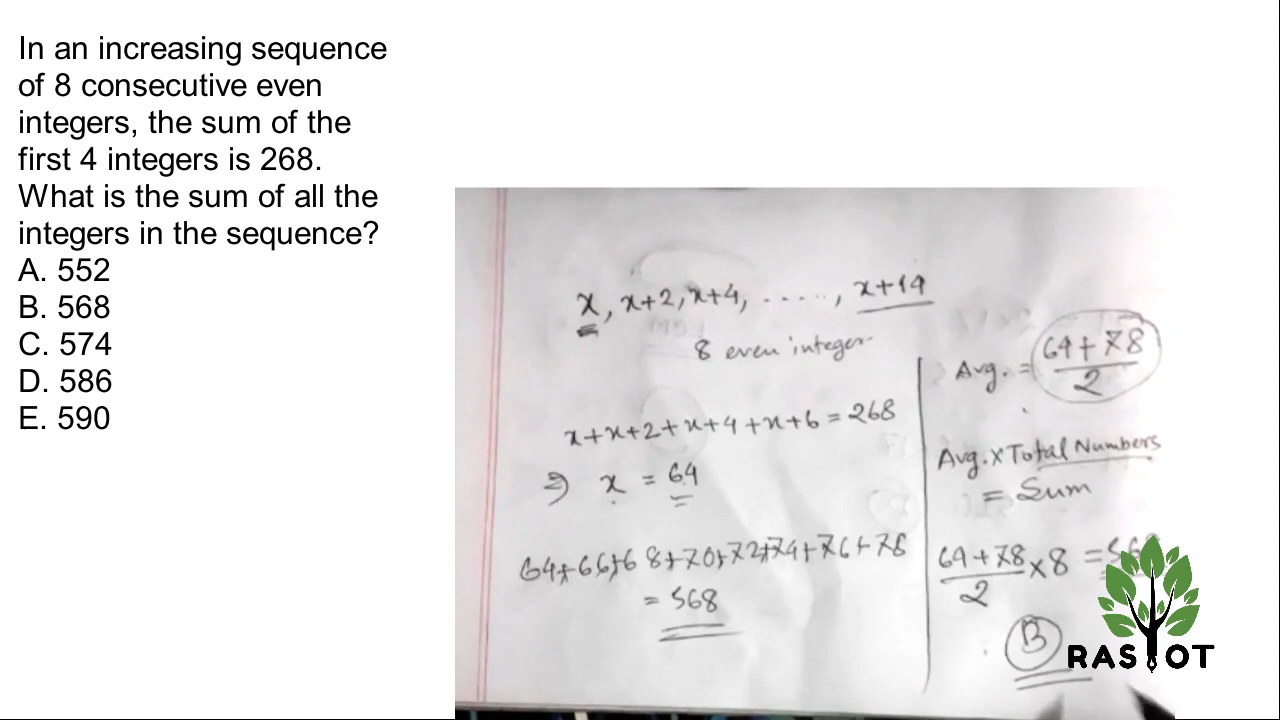 In an increasing sequence
of 8 consecutive even
integers, the sum of the
first 4 integers is 268.
What is the sum of all the
integers in the sequence?
A. 552
B. 568
C. 574
D. 586
E. 590
x, x+2, x+4, ....., x+14
8 even integer
x+x+2+x+4+x+6=268
⇒ x = 64
64+66+68+70+72+74+76+78
= 568
Avg. = (64+78)/2
Avg. x Total Numbers
= Sum
(64+78)/2 x 8 = 568
B
RASIOT